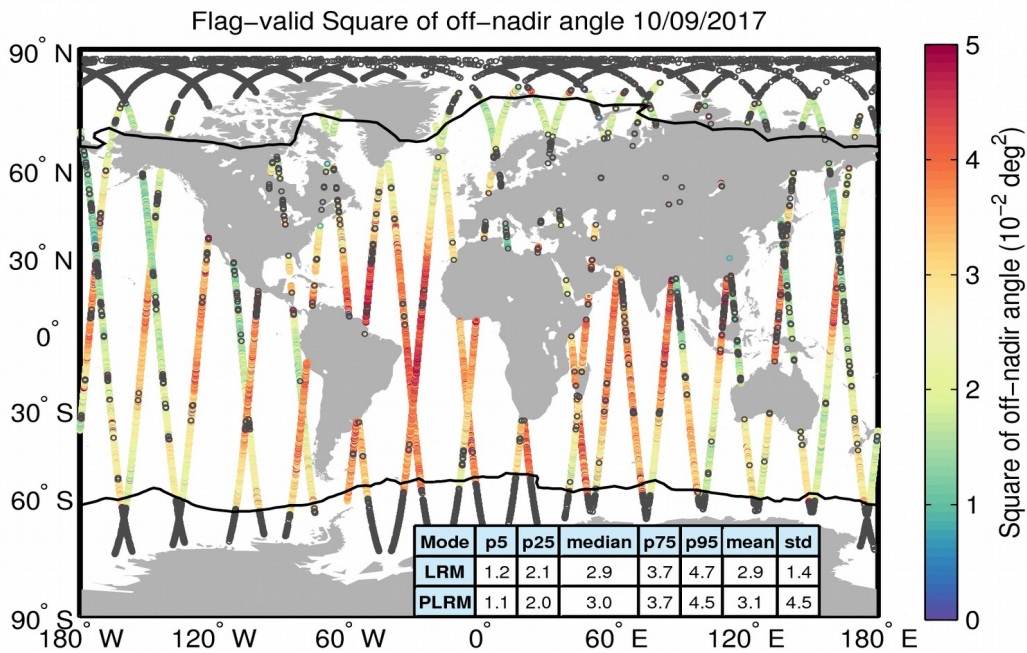 Flag−valid Square of off−nadir angle 10/09/2017
90° N
60° N
30° N
0°
30° S
60° S
90° S
180° W
120° W
60° W
0°
60° E
120° E
180° E
Mode p5 p25 median p75 p95 mean std
LRM 1.2 2.1 2.9 3.7 4.7 2.9 1.4
PLRM 1.1 2.0 3.0 3.7 4.5 3.1 4.5
5
4
3
2
1
0
Square of off−nadir angle (10⁻² deg²)